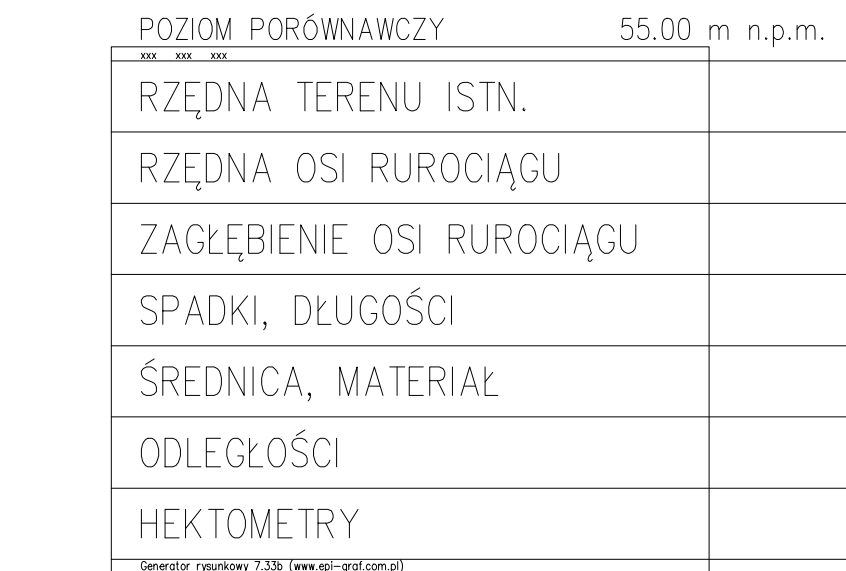 POZIOM PORÓWNAWCZY 55.00 m n.p.m.
xxx xxx xxx
RZĘDNA TERENU ISTN.
RZĘDNA OSI RUROCIĄGU
ZAGŁĘBIENIE OSI RUROCIĄGU
SPADKI, DŁUGOŚCI
ŚREDNICA, MATERIAŁ
ODLEGŁOŚCI
HEKTOMETRY
Generator rysunkowy 7.33b (www.epi-graf.com.pl)